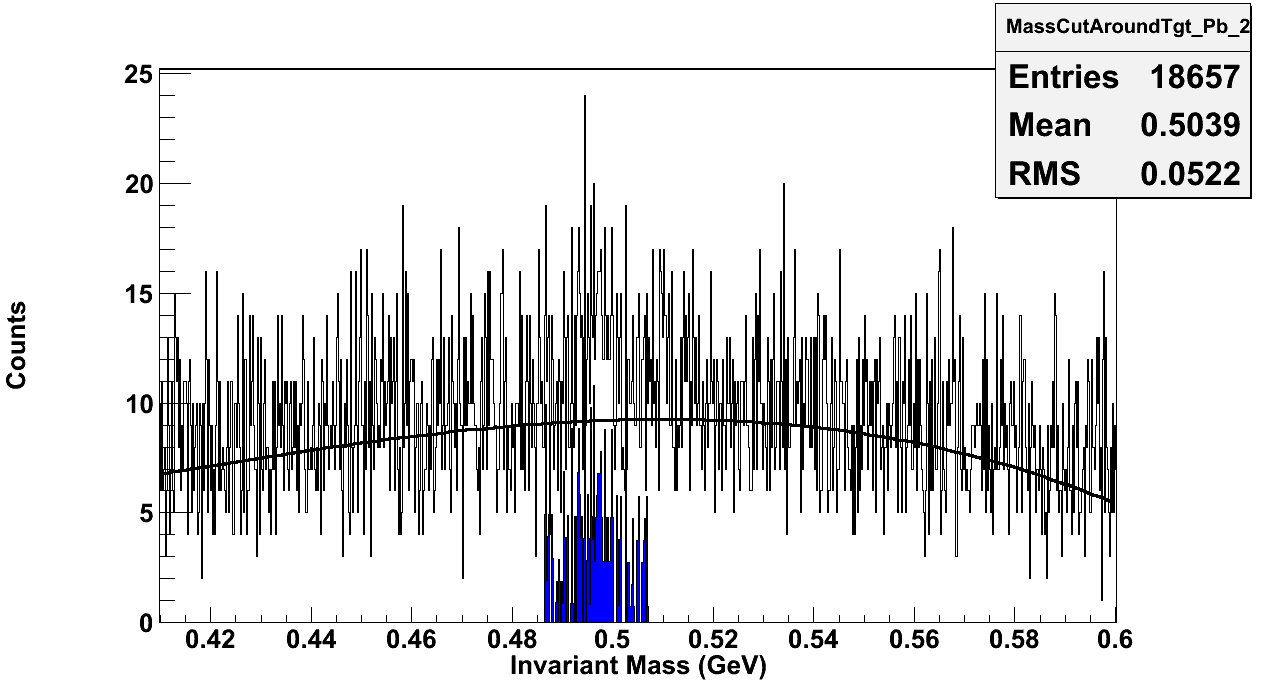 MassCutAroundTgt_Pb_2
Entries 18657
Mean 0.5039
RMS 0.0522
25
20
15
10
5
0
Counts
0.42 0.44 0.46 0.48 0.5 0.52 0.54 0.56 0.58 0.6
Invariant Mass (GeV)